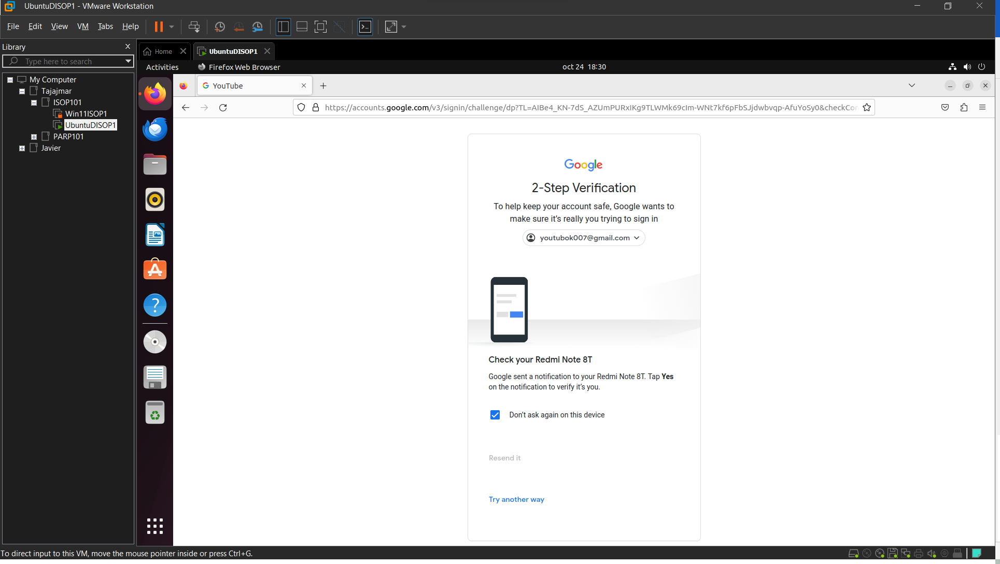 UbuntuDISOP1 - VMware Workstation
File Edit View VM Tabs Help
Library
Type here to search
My Computer
Tajajmar
ISOP101
Win11ISOP1
UbuntuDISOP1
PARP101
Javier
Home
UbuntuDISOP1
Activities
Firefox Web Browser
oct 24 18:30
YouTube
https://accounts.google.com/v3/signin/challenge/dp?TL=AIBe4_KN-7dS_AZUmPURxIKg9TLWMk69cIm-WNt7kf6pFbSJjdwbvqp-AfuYoSy0&checkCon
Google
2-Step Verification
To help keep your account safe, Google wants to
make sure it’s really you trying to sign in
youtubok007@gmail.com
Check your Redmi Note 8T
Google sent a notification to your Redmi Note 8T. Tap Yes
on the notification to verify it’s you.
Don’t ask again on this device
Resend it
Try another way
To direct input to this VM, move the mouse pointer inside or press Ctrl+G.